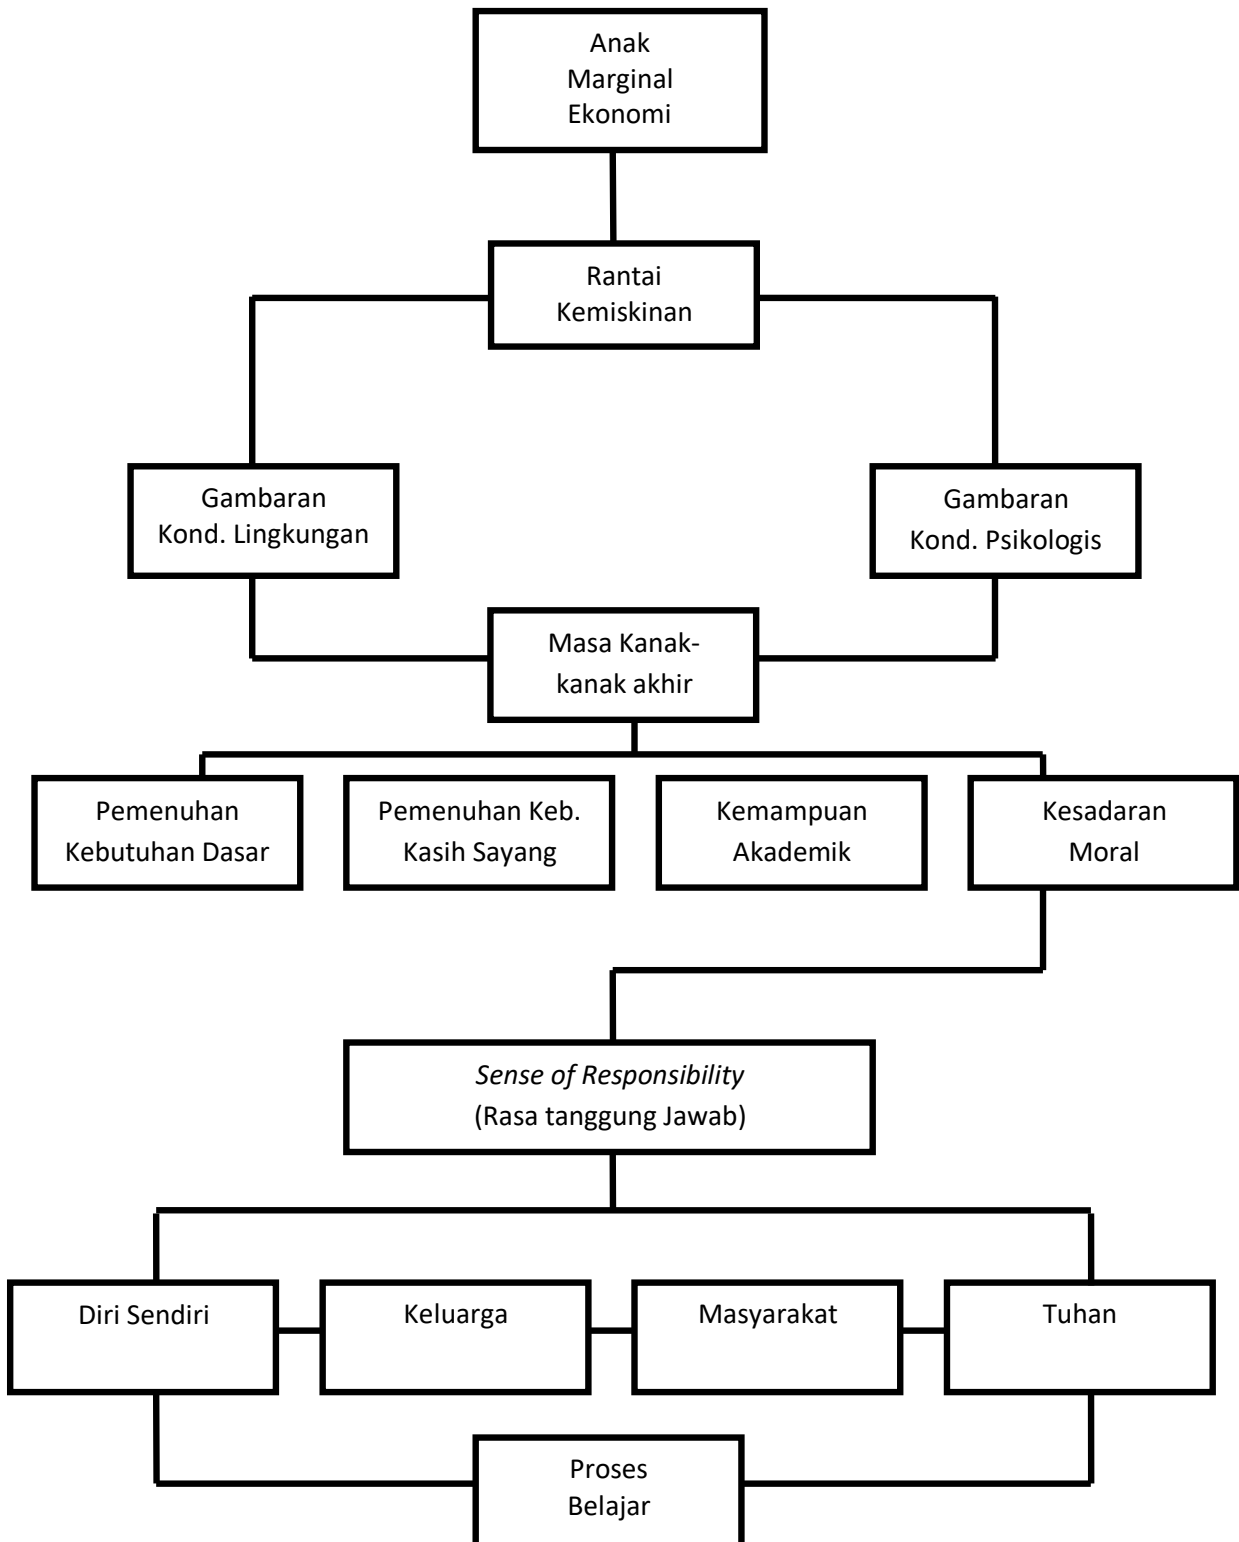 Anak
Marginal
Ekonomi
Rantai
Kemiskinan
Gambaran
Kond. Lingkungan
Gambaran
Kond. Psikologis
Masa Kanak-
kanak akhir
Pemenuhan
Kebutuhan Dasar
Pemenuhan Keb.
Kasih Sayang
Kemampuan
Akademik
Kesadaran
Moral
Sense of Responsibility
(Rasa tanggung Jawab)
Diri Sendiri
Keluarga
Masyarakat
Tuhan
Proses
Belajar